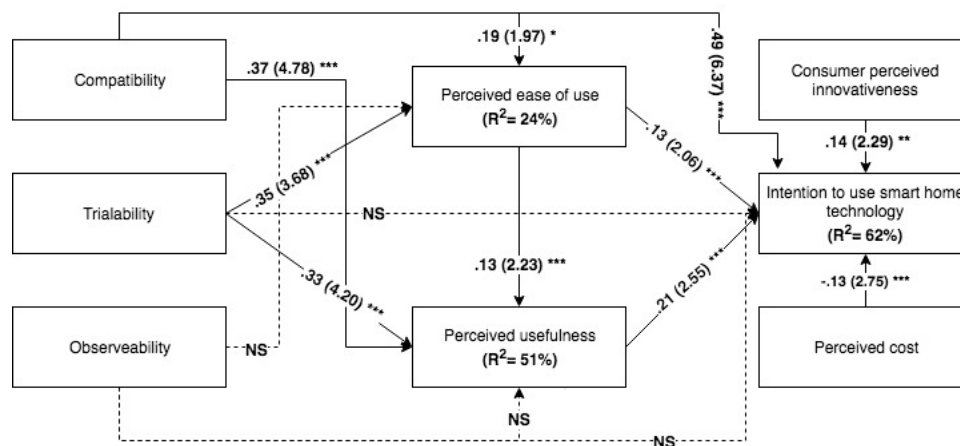 .19 (1.97) *
.49 (6.37) ***
Compatibility
.37 (4.78) ***
Perceived ease of use
(R2= 24%)
Consumer perceived
innovativeness
.13 (2.06) ***
.14 (2.29) **
.35 (3.68) ***
Trialability
NS
Intention to use smart home
technology
(R2= 62%)
.33 (4.20) ***
.13 (2.23) ***
.21 (2.55) ***
-.13 (2.75) ***
Observeability
NS
Perceived usefulness
(R2= 51%)
Perceived cost
NS
NS